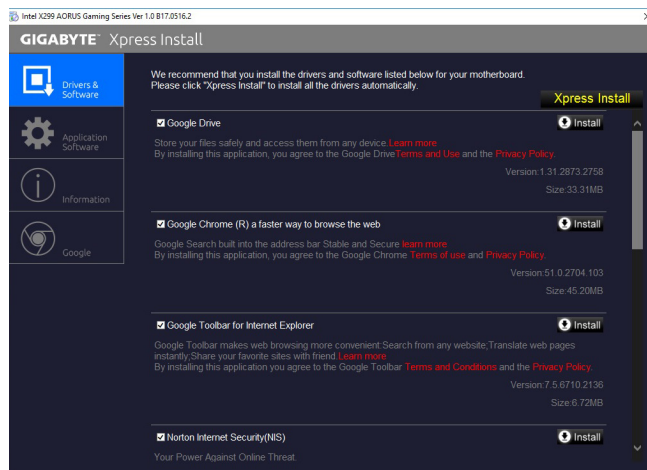 Intel X299 AORUS Gaming Series Ver 1.0 B17.0516.2
GIGABYTE™ Xpress Install
Drivers &
Software
Application
Software
Information
Google
We recommend that you install the drivers and software listed below for your motherboard.
Please click "Xpress Install" to install all the drivers automatically.
Xpress Install
Google Drive
Install
Store your files safely and access them from any device.Learn more
By installing this application, you agree to the Google DriveTerms and Use and the Privacy Policy.
Version:1.31.2873.2758
Size:33.31MB
Google Chrome (R) a faster way to browse the web
Install
Google Search built into the address bar Stable and Secure learn more
By installing this application, you agree to the Google Chrome Terms of use and Privacy Policy.
Version:51.0.2704.103
Size:45.20MB
Google Toolbar for Internet Explorer
Install
Google Toolbar makes web browsing more convenient:Search from any website;Translate web pages
instantly;Share your favorite sites with friend.Learn more
By installing this application you agree to the Google Toolbar Terms and Conditions and the Privacy Policy.
Version:7.5.6710.2136
Size:6.72MB
Norton Internet Security(NIS)
Install
Your Power Against Online Threat.